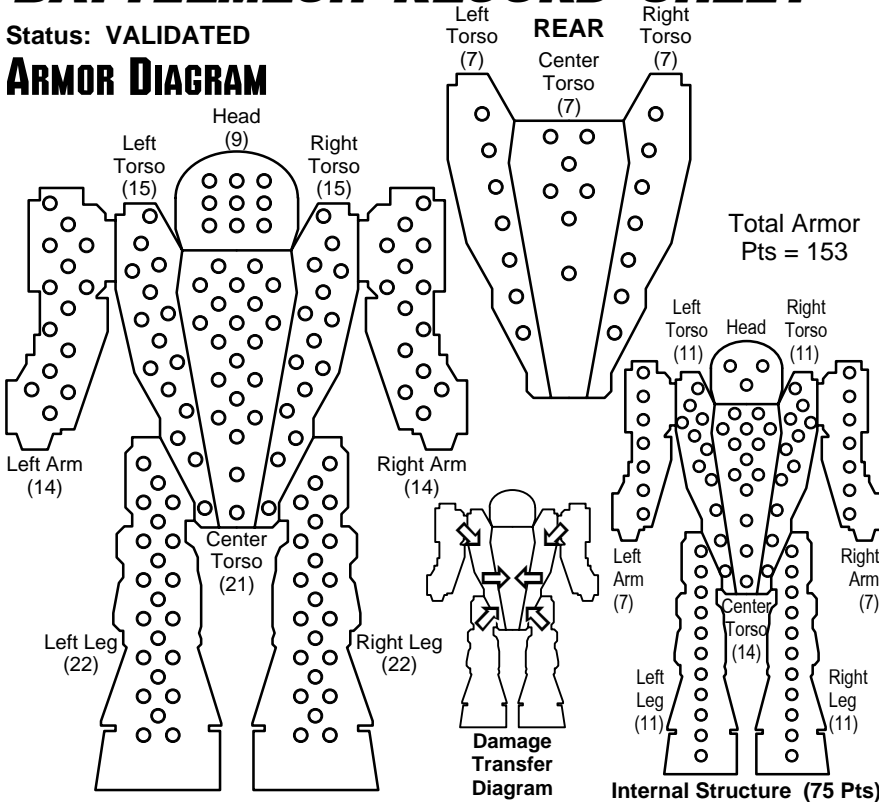 Status: VALIDATED
ARMOR DIAGRAM
Head
(9)
Left
Torso
(15)
Right
Torso
(15)
Left Arm
(14)
Right Arm
(14)
Center
Torso
(21)
Left Leg
(22)
Right Leg
(22)
REAR
Left
Torso
(7)
Center
Torso
(7)
Right
Torso
(7)
Total Armor
Pts = 153
Damage
Transfer
Diagram
Left
Torso
(11)
Head
Right
Torso
(11)
Left
Arm
(7)
Right
Arm
(7)
Center
Torso
(14)
Left
Leg
(11)
Right
Leg
(11)
Internal Structure (75 Pts)